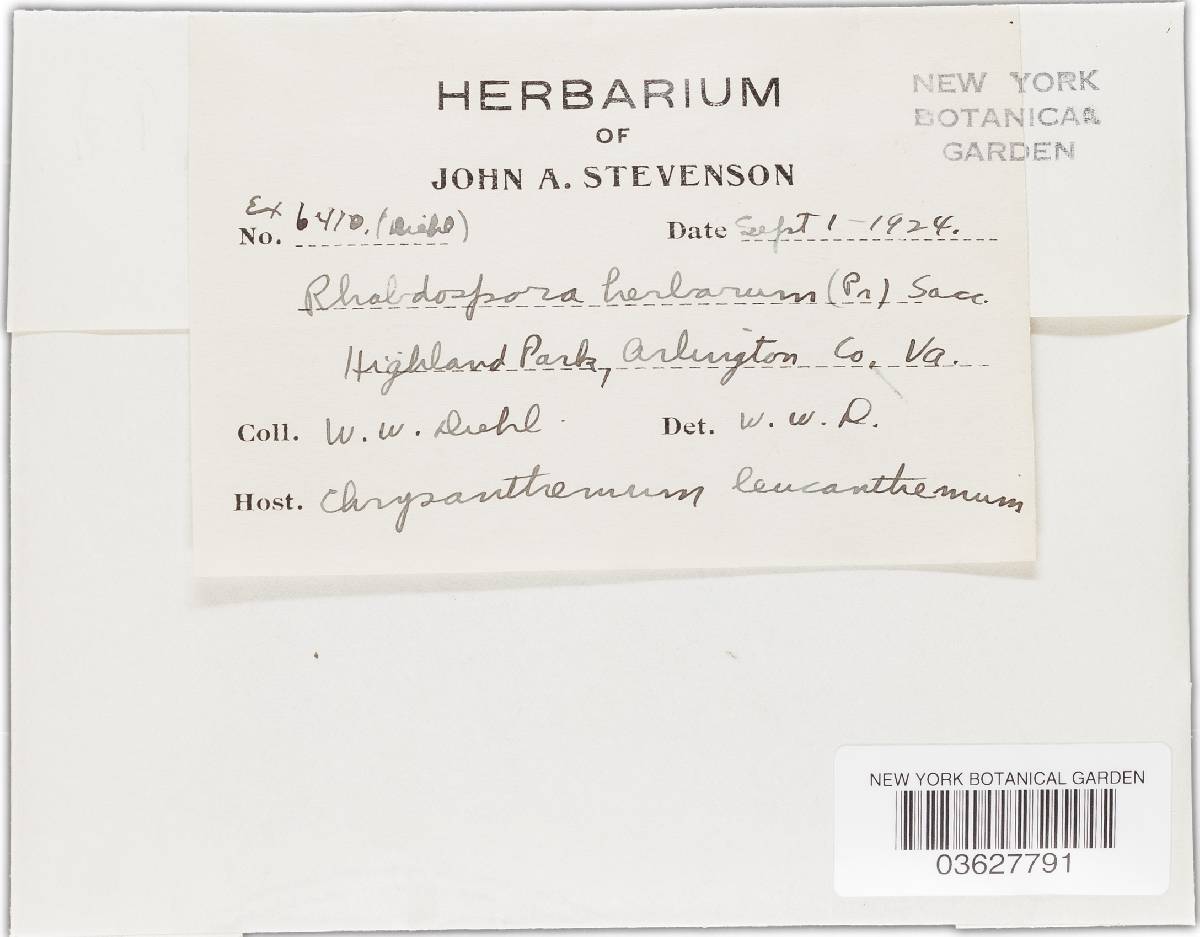 HERBARIUM
OF
JOHN A. STEVENSON
NEW YORK
BOTANICAL
GARDEN
Ex
No. 6410. (Diehl) Date Sept 1 - 1924.
Rhabdospora herbarum (Pr) Sacc.
Highland Park, Arlington Co, Va.
Coll. W. W. Diehl. Det. W. W. D.
Host. Chrysanthemum leucanthemum
NEW YORK BOTANICAL GARDEN
03627791